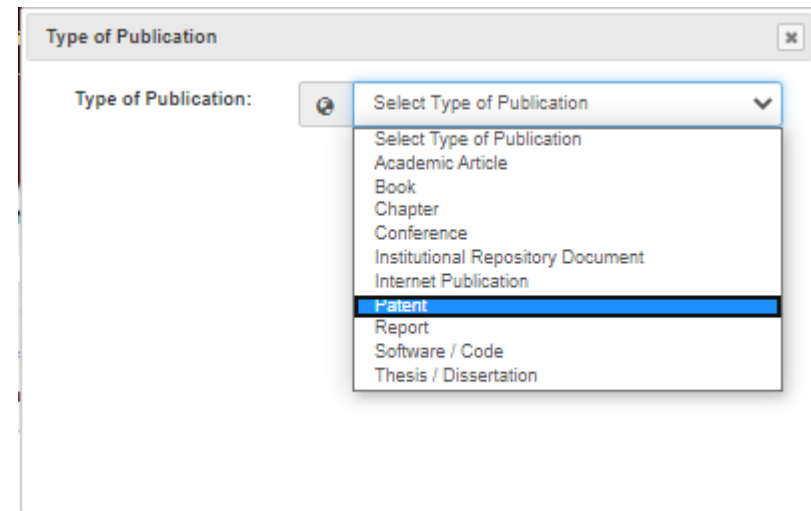 Type of Publication
Type of Publication:
Select Type of Publication
Select Type of Publication
Academic Article
Book
Chapter
Conference
Institutional Repository Document
Internet Publication
Patent
Report
Software / Code
Thesis / Dissertation